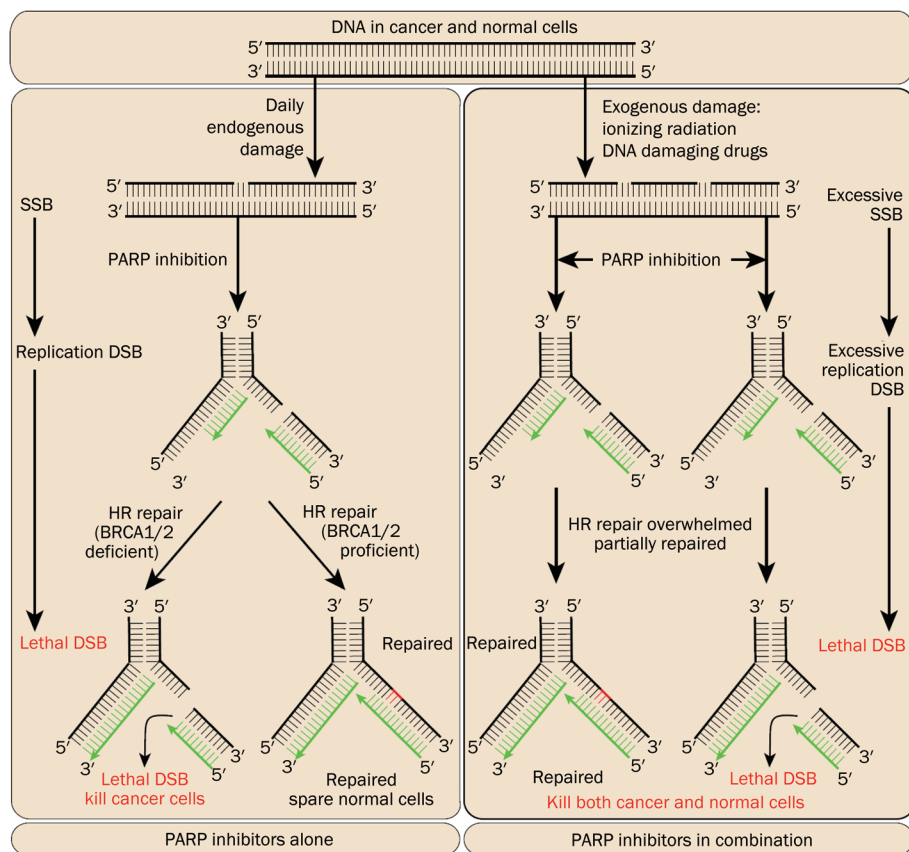 DNA in cancer and normal cells
5′ 3′
3′ 5′
Daily
endogenous
damage
5′ 3′
3′ 5′
SSB
PARP inhibition
3′ 5′
Replication DSB
5′ 3′
3′ 5′
HR repair
(BRCA1/2
deficient)
HR repair
(BRCA1/2
proficient)
3′ 5′
3′ 5′
Lethal DSB
Repaired
5′ 3′
3′ 5′
5′ 3′
3′ 5′
Lethal DSB
kill cancer cells
Repaired
spare normal cells
PARP inhibitors alone
Exogenous damage:
ionizing radiation
DNA damaging drugs
5′ 3′
3′ 5′
Excessive
SSB
PARP inhibition
3′ 5′
3′ 5′
Excessive
replication
DSB
5′ 3′
3′ 5′
5′ 3′
3′ 5′
HR repair overwhelmed
partially repaired
3′ 5′
3′ 5′
Repaired
Lethal DSB
5′ 3′
3′ 5′
5′ 3′
3′ 5′
Repaired
Lethal DSB
Kill both cancer and normal cells
PARP inhibitors in combination